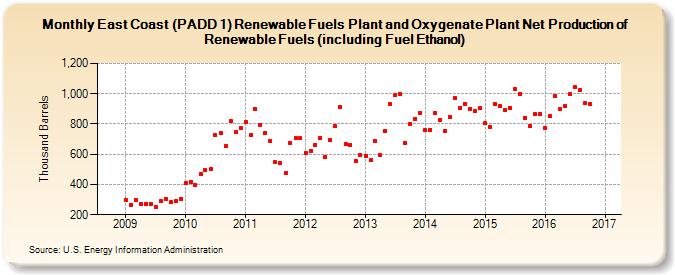 Monthly East Coast (PADD 1) Renewable Fuels Plant and Oxygenate Plant Net Production of
Renewable Fuels (including Fuel Ethanol)
Thousand Barrels
1,200
1,000
800
600
400
200
2009 2010 2011 2012 2013 2014 2015 2016 2017
Source: U.S. Energy Information Administration